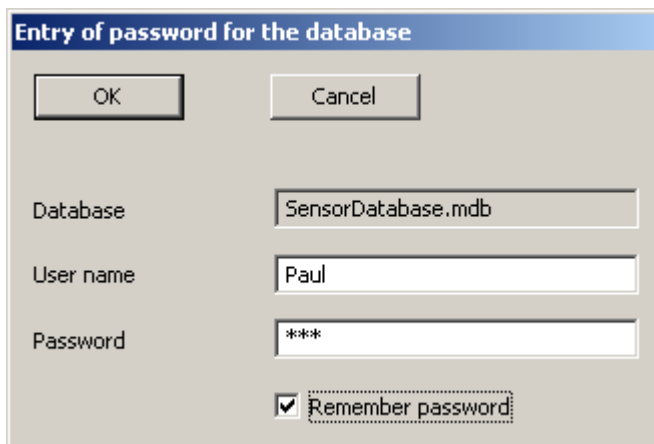 Entry of password for the database
OK Cancel
Database SensorDatabase.mdb
User name Paul
Password ***
Remember password